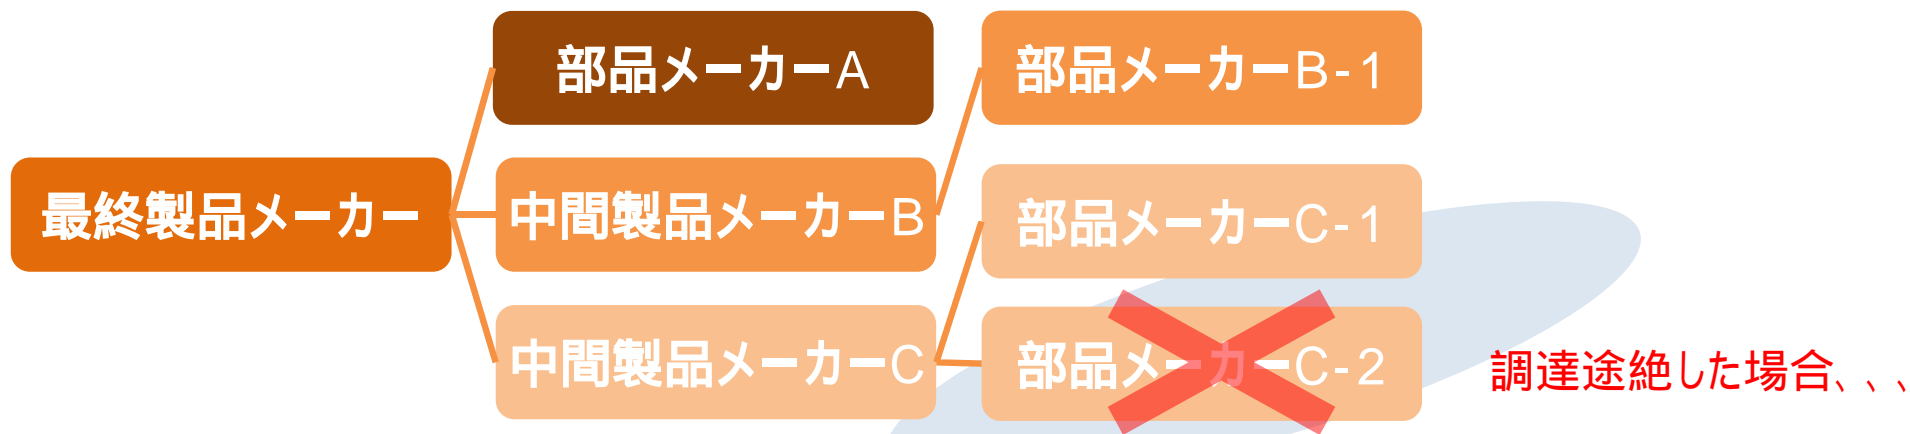 部品メーカーA
部品メーカーB-1
最終製品メーカー
中間製品メーカーB
部品メーカーC-1
中間製品メーカーC
部品メーカーC-2
調達途絶した場合、、、